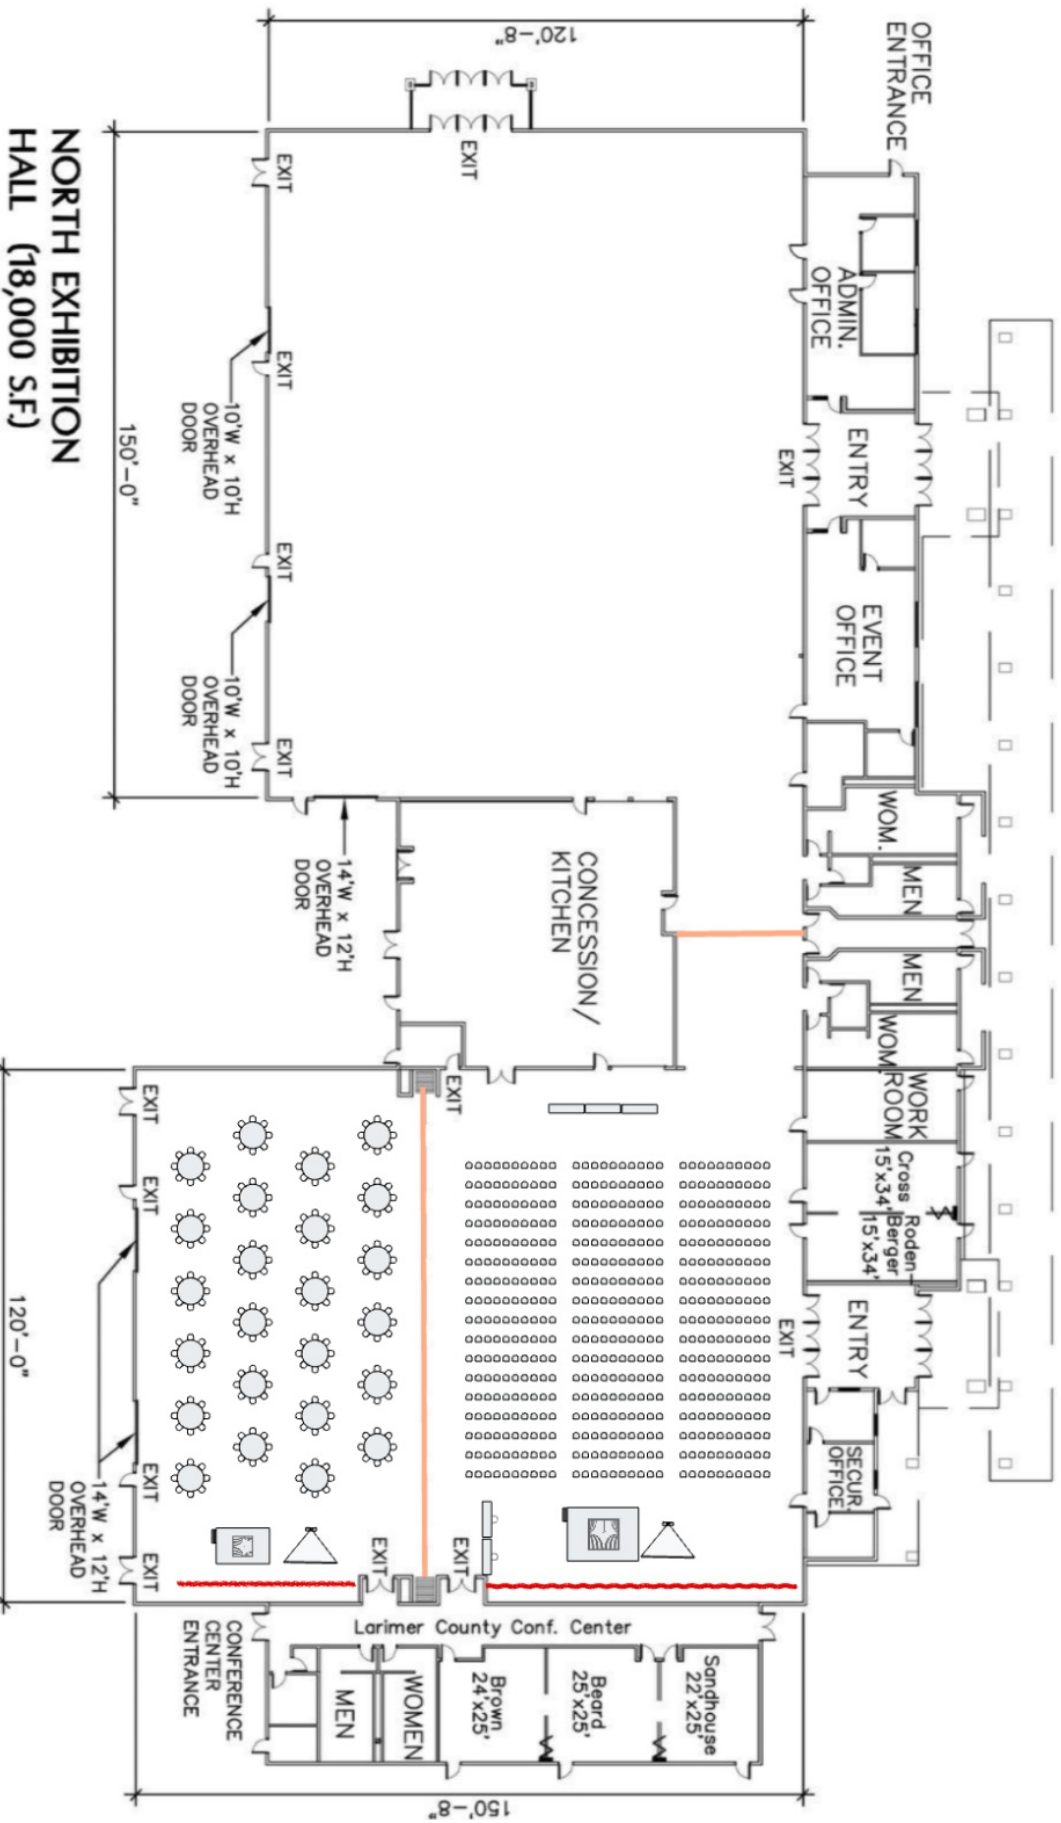 120'-8"
OFFICE
ENTRANCE
EXIT
EXIT
ADMIN.
OFFICE
NORTH EXHIBITION
HALL (18,000 S.F.)
150'-0"
EXIT
10'W x 10'H
OVERHEAD
DOOR
ENTRY
EXIT
EXIT
EVENT
OFFICE
10'W x 10'H
OVERHEAD
DOOR
EXIT
WOM.
MEN
14'W x 12'H
OVERHEAD
DOOR
CONCESSION/
KITCHEN
MEN
WOM.
WORK
ROOM
EXIT
EXIT
EXIT
Cross
15'x34'
Roden-
Berger
15'x34'
ENTRY
EXIT
120'-0"
14'W x 12'H
OVERHEAD
DOOR
EXIT
SECUR.
OFFICE
EXIT
EXIT
EXIT
Larimer County Conf. Center
CONFERENCE
CENTER
ENTRANCE
MEN
WOMEN
Brown
24'x25'
Beard
25'x25'
Sandhouse
22'x25'
150'-8"